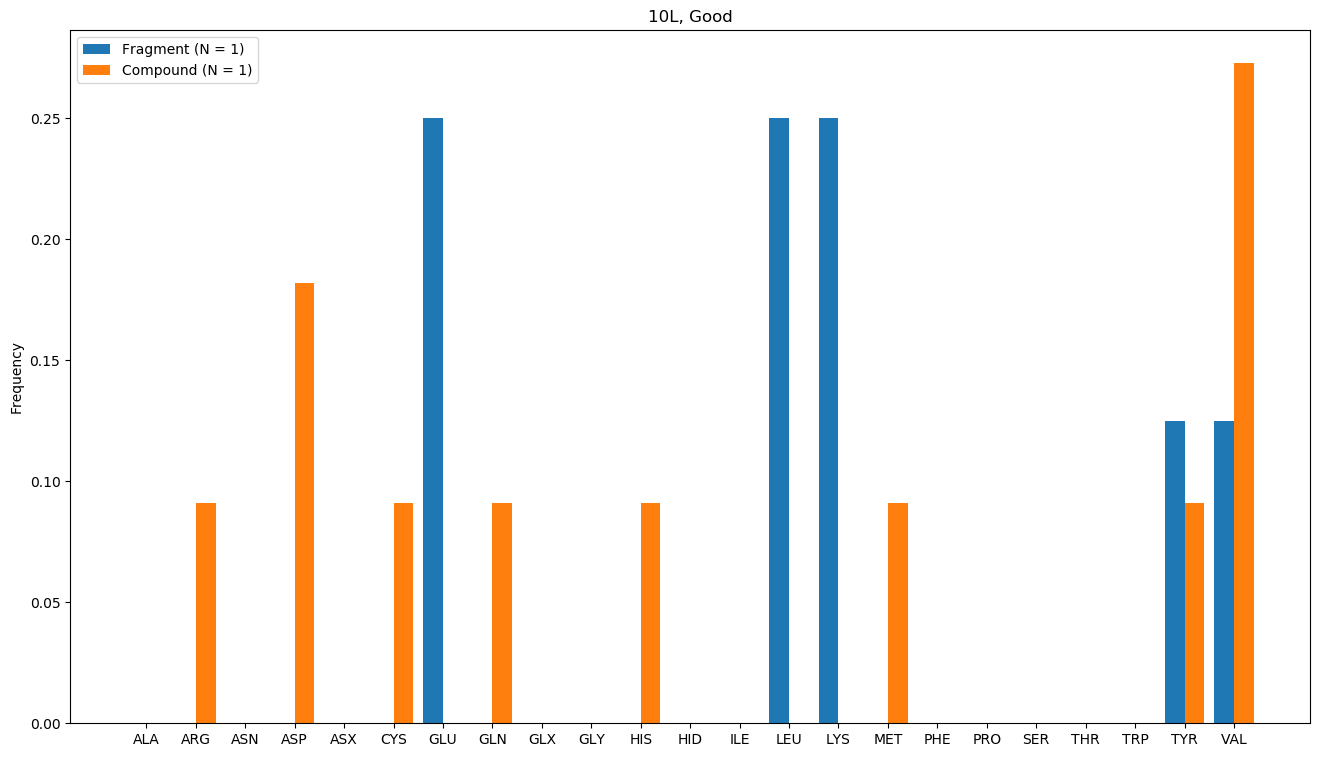 10L, Good
Fragment (N = 1)
Compound (N = 1)
Frequency
0.25
0.20
0.15
0.10
0.05
0.00
ALA ARG ASN ASP ASX CYS GLU GLN GLX GLY HIS HID ILE LEU LYS MET PHE PRO SER THR TRP TYR VAL